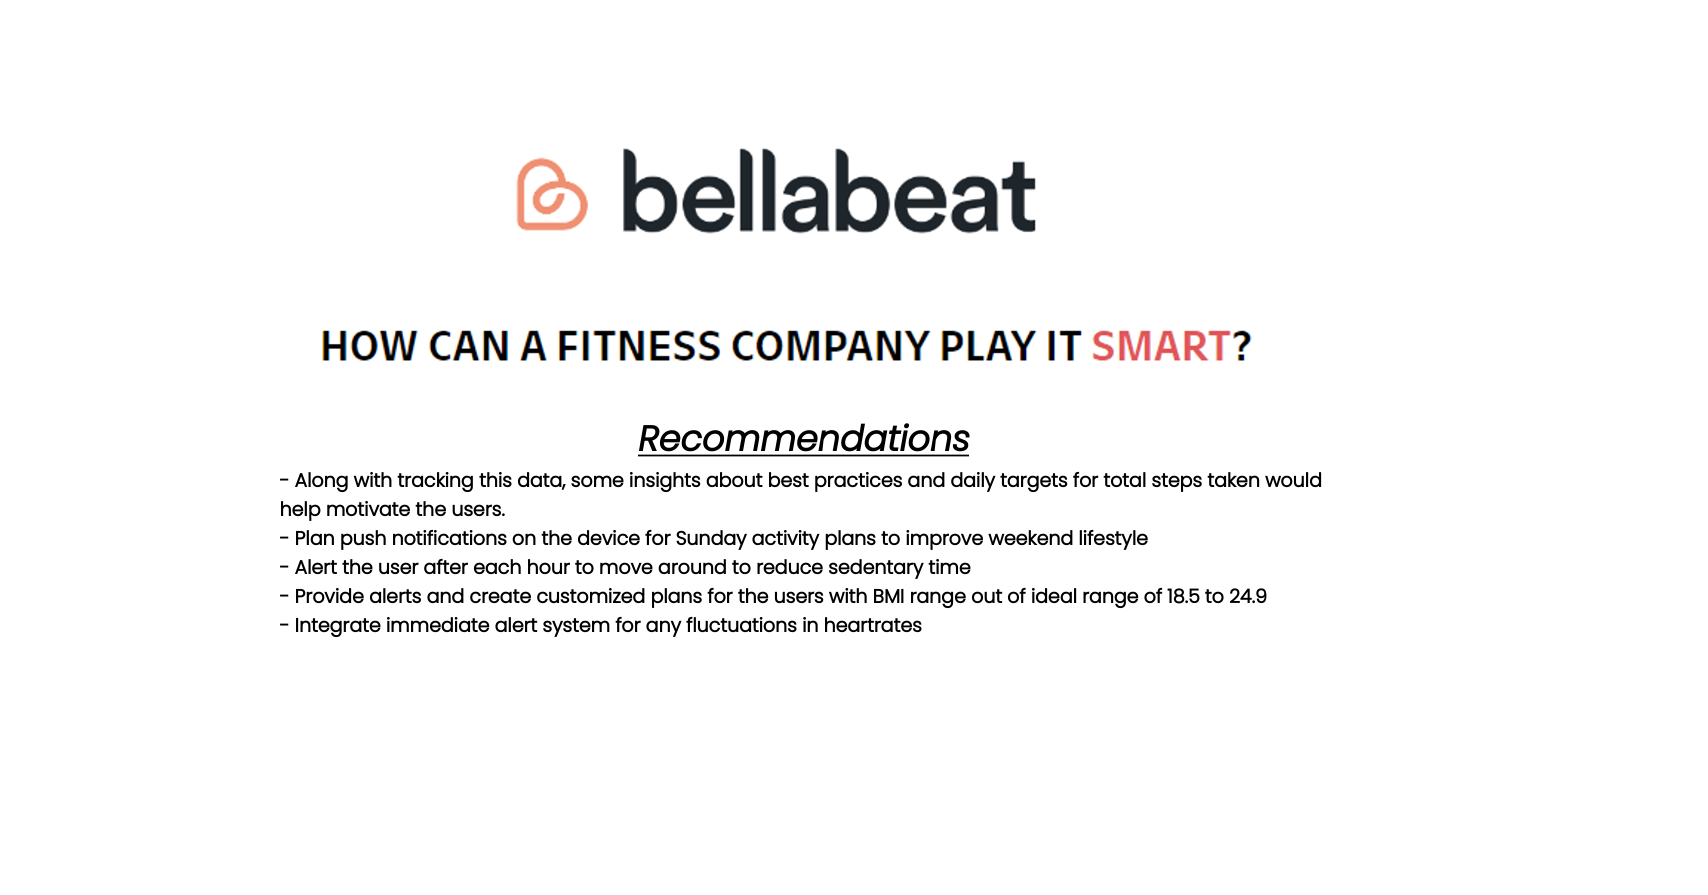 bellabeat
HOW CAN A FITNESS COMPANY PLAY IT SMART?
Recommendations
- Along with tracking this data, some insights about best practices and daily targets for total steps taken would
help motivate the users.
- Plan push notifications on the device for Sunday activity plans to improve weekend lifestyle
- Alert the user after each hour to move around to reduce sedentary time
- Provide alerts and create customized plans for the users with BMI range out of ideal range of 18.5 to 24.9
- Integrate immediate alert system for any fluctuations in heartrates